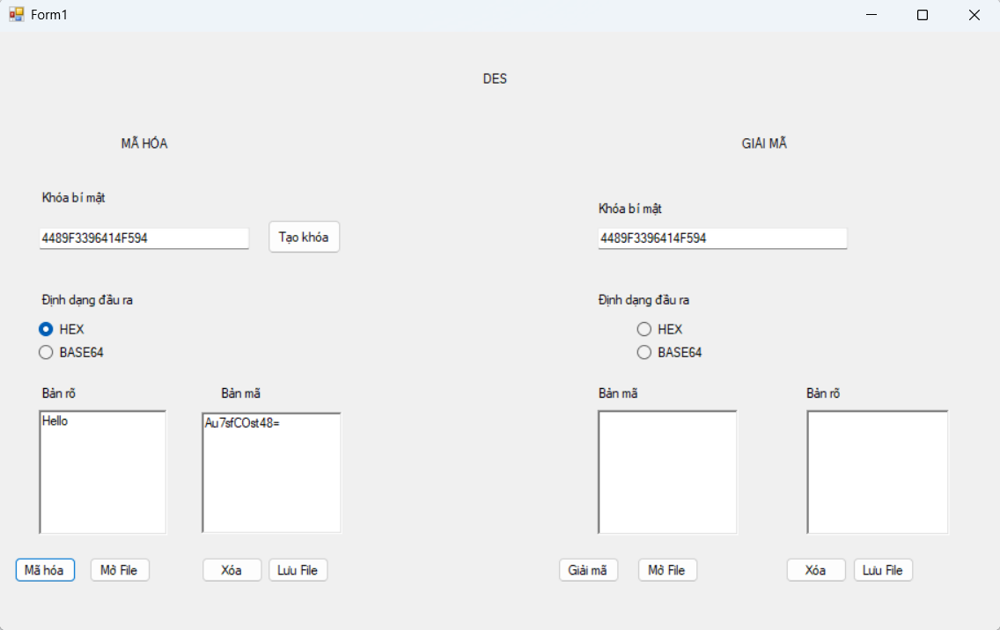 Form1
DES
MÃ HÓA
Khóa bí mật
4489F3396414F594
Tạo khóa
Định dạng đầu ra
HEX
BASE64
Bản rõ
Bản mã
Hello
Au7sfCOst48=
Mã hóa
Mở File
Xóa
Lưu File
GIẢI MÃ
Khóa bí mật
4489F3396414F594
Định dạng đầu ra
HEX
BASE64
Bản mã
Bản rõ
Giải mã
Mở File
Xóa
Lưu File